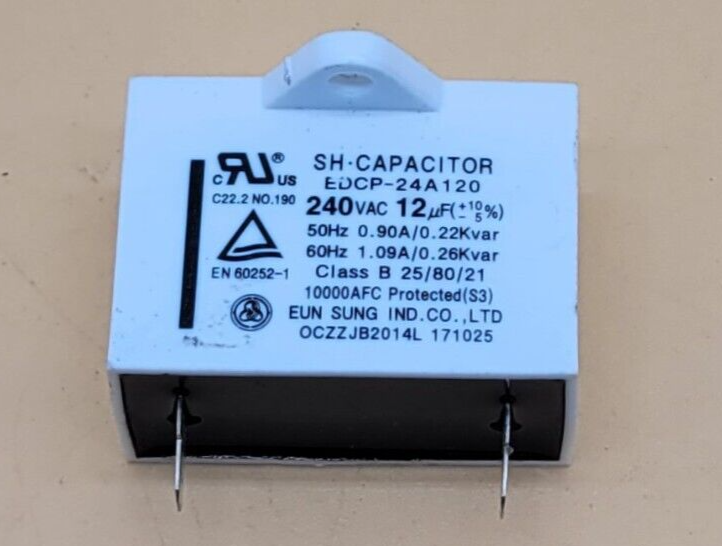 SH·CAPACITOR
EDCP-24A120
240VAC 12µF(+10/-5%)
50Hz 0.90A/0.22Kvar
60Hz 1.09A/0.26Kvar
Class B 25/80/21
10000AFC Protected(S3)
EUN SUNG IND.CO.,LTD
OCZZJB2014L 171025
c RU® US
C22.2 NO.190
EN 60252-1